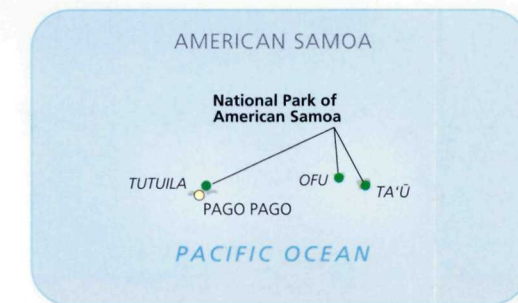 AMERICAN SAMOA
National Park of
American Samoa
TUTUILA
OFU
TA‘Ū
PAGO PAGO
PACIFIC OCEAN